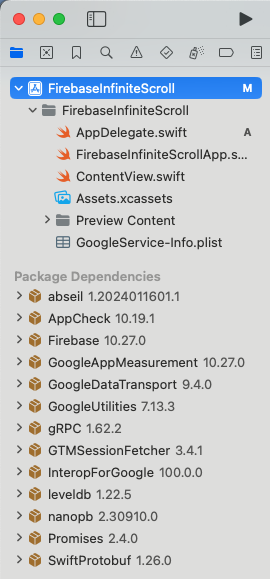 FirebaseInfiniteScroll M
FirebaseInfiniteScroll
AppDelegate.swift A
FirebaseInfiniteScrollApp.s...
ContentView.swift
Assets.xcassets
Preview Content
GoogleService-Info.plist
Package Dependencies
abseil 1.2024011601.1
AppCheck 10.19.1
Firebase 10.27.0
GoogleAppMeasurement 10.27.0
GoogleDataTransport 9.4.0
GoogleUtilities 7.13.3
gRPC 1.62.2
GTMSessionFetcher 3.4.1
InteropForGoogle 100.0.0
leveldb 1.22.5
nanopb 2.30910.0
Promises 2.4.0
SwiftProtobuf 1.26.0